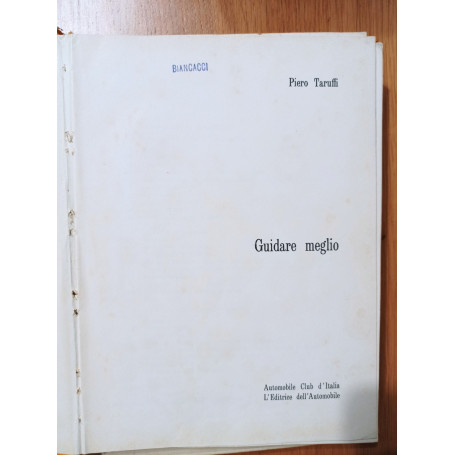 BIANCACCI
Piero Taruffi
Guidare meglio
Automobile Club d'Italia
L'Editrice dell'Automobile